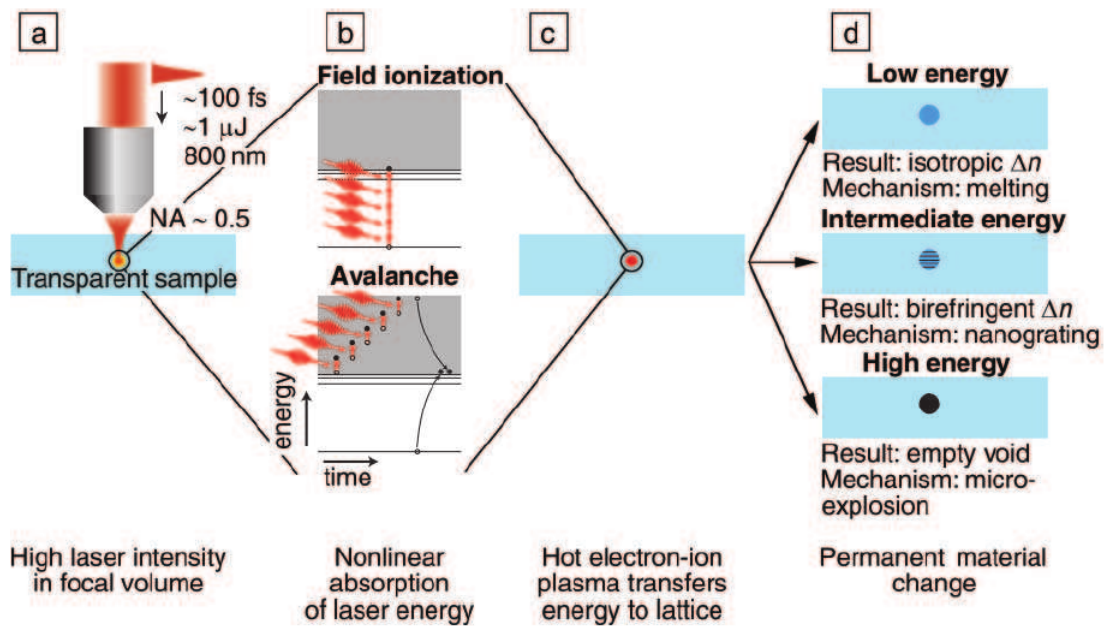 a
~100 fs
~1 μJ
800 nm
NA ~ 0.5
Transparent sample
High laser intensity
in focal volume
b
Field ionization
Avalanche
energy
time
Nonlinear
absorption
of laser energy
c
Hot electron-ion
plasma transfers
energy to lattice
d
Low energy
Result: isotropic Δn
Mechanism: melting
Intermediate energy
Result: birefringent Δn
Mechanism: nanograting
High energy
Result: empty void
Mechanism: micro-
explosion
Permanent material
change